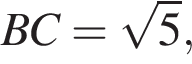 BC = √5,